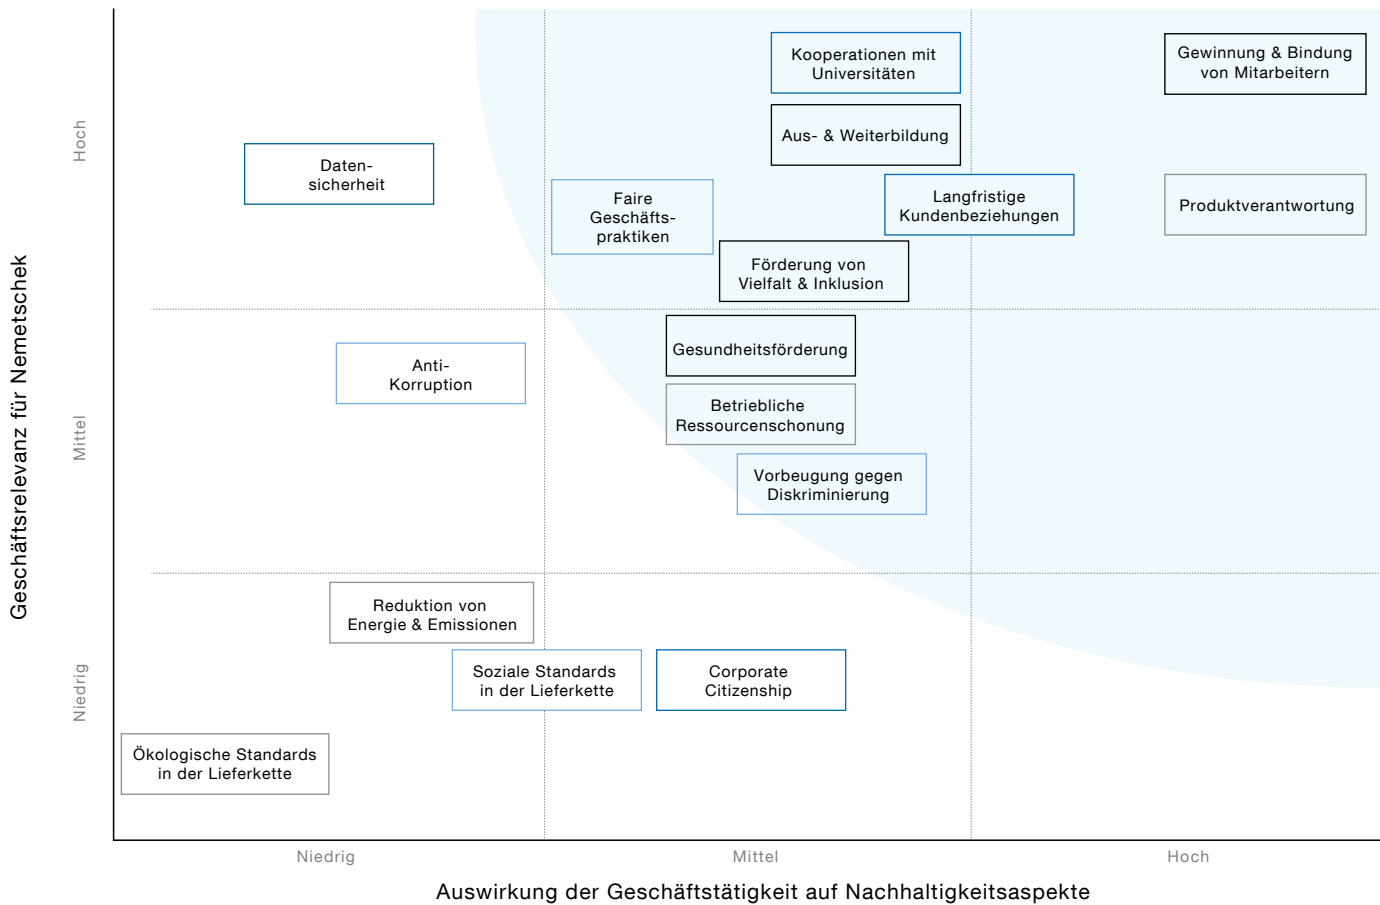 Geschäftsrelevanz für Nemetschek
Hoch
Mittel
Niedrig
Kooperationen mit
Universitäten
Gewinnung & Bindung
von Mitarbeitern
Aus- & Weiterbildung
Daten-
sicherheit
Faire
Geschäfts-
praktiken
Langfristige
Kundenbeziehungen
Produktverantwortung
Förderung von
Vielfalt & Inklusion
Gesundheitsförderung
Anti-
Korruption
Betriebliche
Ressourcenschonung
Vorbeugung gegen
Diskriminierung
Reduktion von
Energie & Emissionen
Soziale Standards
in der Lieferkette
Corporate
Citizenship
Ökologische Standards
in der Lieferkette
Niedrig
Mittel
Hoch
Auswirkung der Geschäftstätigkeit auf Nachhaltigkeitsaspekte